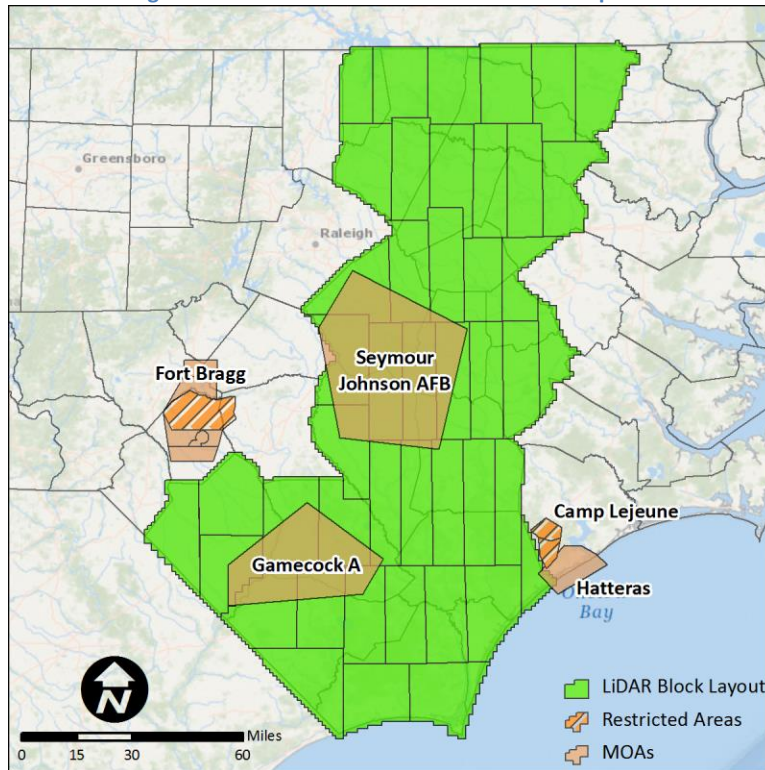 Greensboro
Raleigh
Fort Bragg
Seymour
Johnson AFB
Camp Lejeune
Gamecock A
Hatteras
Bay
N
LiDAR Block Layout
Restricted Areas
MOAs
Miles
0 15 30 60